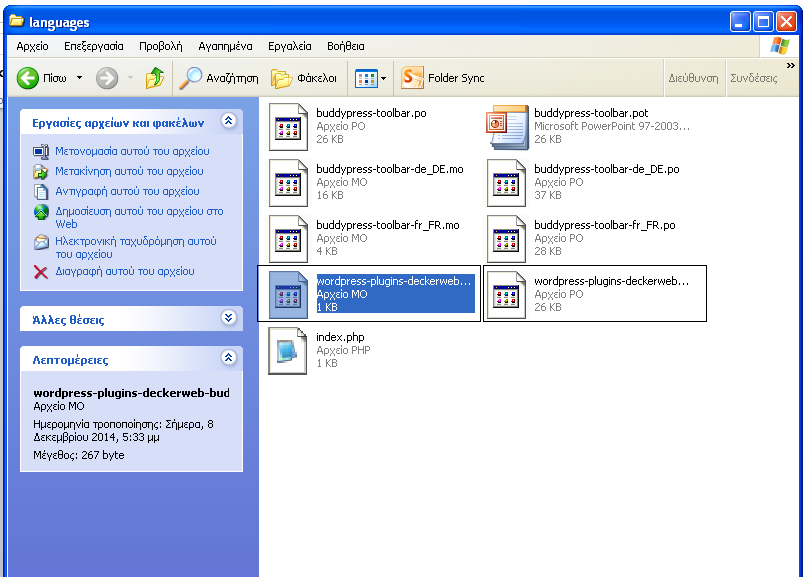 languages
Αρχείο Επεξεργασία Προβολή Αγαπημένα Εργαλεία Βοήθεια
Πίσω Αναζήτηση Φάκελοι Folder Sync Διεύθυνση Συνδέσεις »
Εργασίες αρχείων και φακέλων
Μετονομασία αυτού του αρχείου
Μετακίνηση αυτού του αρχείου
Αντιγραφή αυτού του αρχείου
Δημοσίευση αυτού του αρχείου στο
Web
Ηλεκτρονική ταχυδρόμηση αυτού
του αρχείου
Διαγραφή αυτού του αρχείου
Άλλες θέσεις
Λεπτομέρειες
wordpress-plugins-deckerweb-bud
Αρχείο MO
Ημερομηνία τροποποίησης: Σήμερα, 8
Δεκεμβρίου 2014, 5:33 μμ
Μέγεθος: 267 byte
buddypress-toolbar.po
Αρχείο PO
26 KB
buddypress-toolbar.pot
Microsoft PowerPoint 97-2003...
26 KB
buddypress-toolbar-de_DE.mo
Αρχείο MO
16 KB
buddypress-toolbar-de_DE.po
Αρχείο PO
37 KB
buddypress-toolbar-fr_FR.mo
Αρχείο MO
4 KB
buddypress-toolbar-fr_FR.po
Αρχείο PO
28 KB
wordpress-plugins-deckerweb...
Αρχείο MO
1 KB
wordpress-plugins-deckerweb...
Αρχείο PO
26 KB
index.php
Αρχείο PHP
1 KB